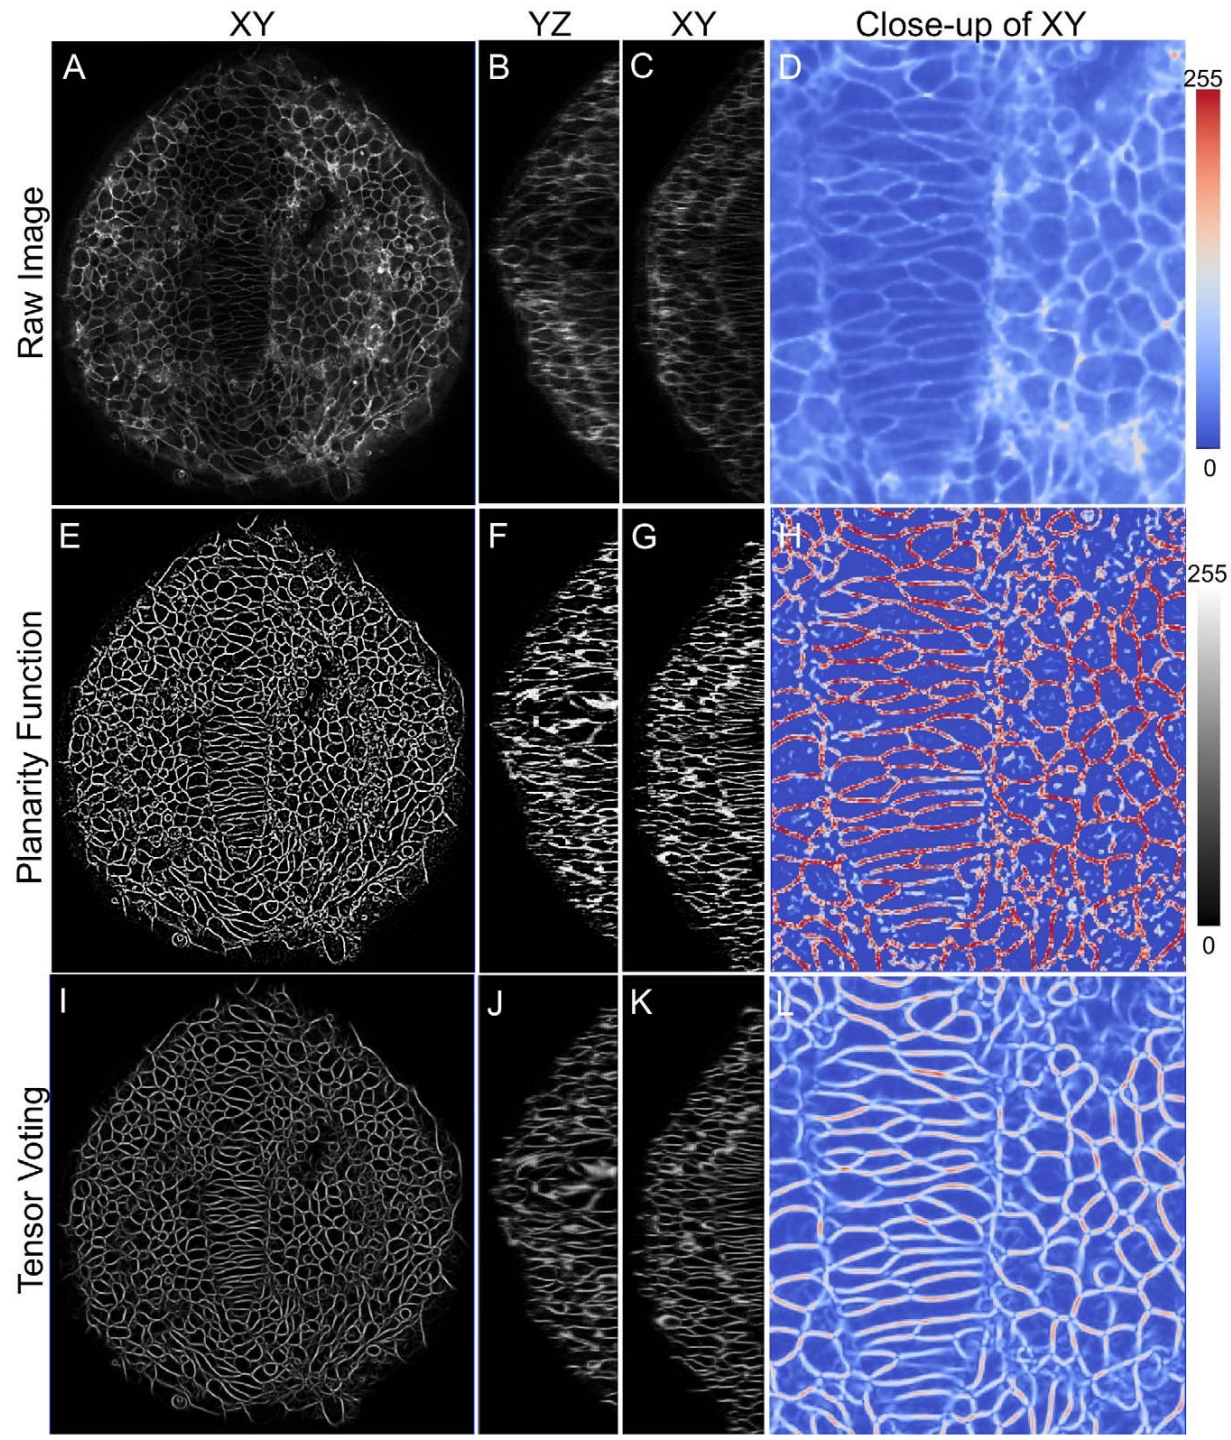 XY
YZ
XY
Close-up of XY
Raw Image
A
B
C
D
255
0
Planarity Function
E
F
G
H
255
0
Tensor Voting
I
J
K
L